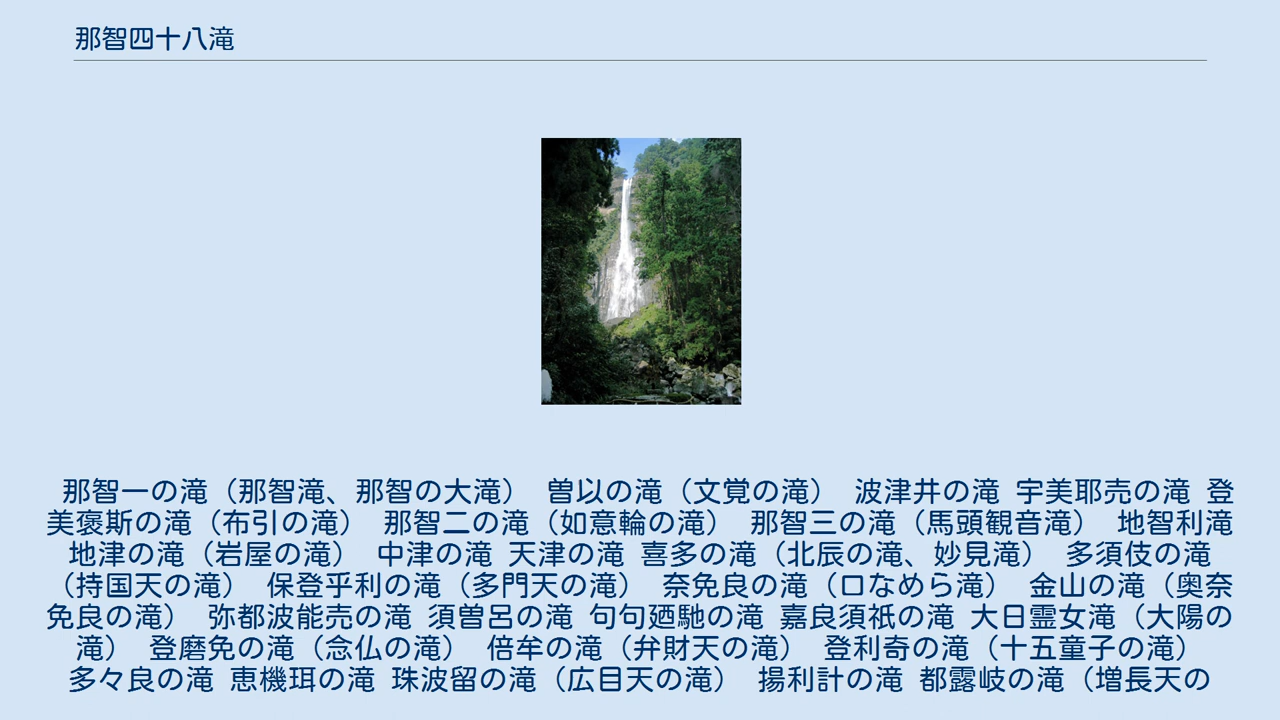 那智四十八滝
那智一の滝（那智滝、那智の大滝） 曽以の滝（文覚の滝） 波津井の滝 宇美耶売の滝 登
美褒斯の滝（布引の滝） 那智二の滝（如意輪の滝） 那智三の滝（馬頭観音滝） 地智利滝
地津の滝（岩屋の滝） 中津の滝 天津の滝 喜多の滝（北辰の滝、妙見滝） 多須伎の滝
（持国天の滝） 保登乎利の滝（多門天の滝） 奈免良の滝（口なめら滝） 金山の滝（奥奈
免良の滝） 弥都波能売の滝 須曽呂の滝 句句廼馳の滝 嘉良須祇の滝 大日霊女滝（大陽の
滝） 登磨免の滝（念仏の滝） 倍牟の滝（弁財天の滝） 登利奇の滝（十五童子の滝）
多々良の滝 恵機珥の滝 珠波留の滝（広目天の滝） 揚利計の滝 都露岐の滝（増長天の